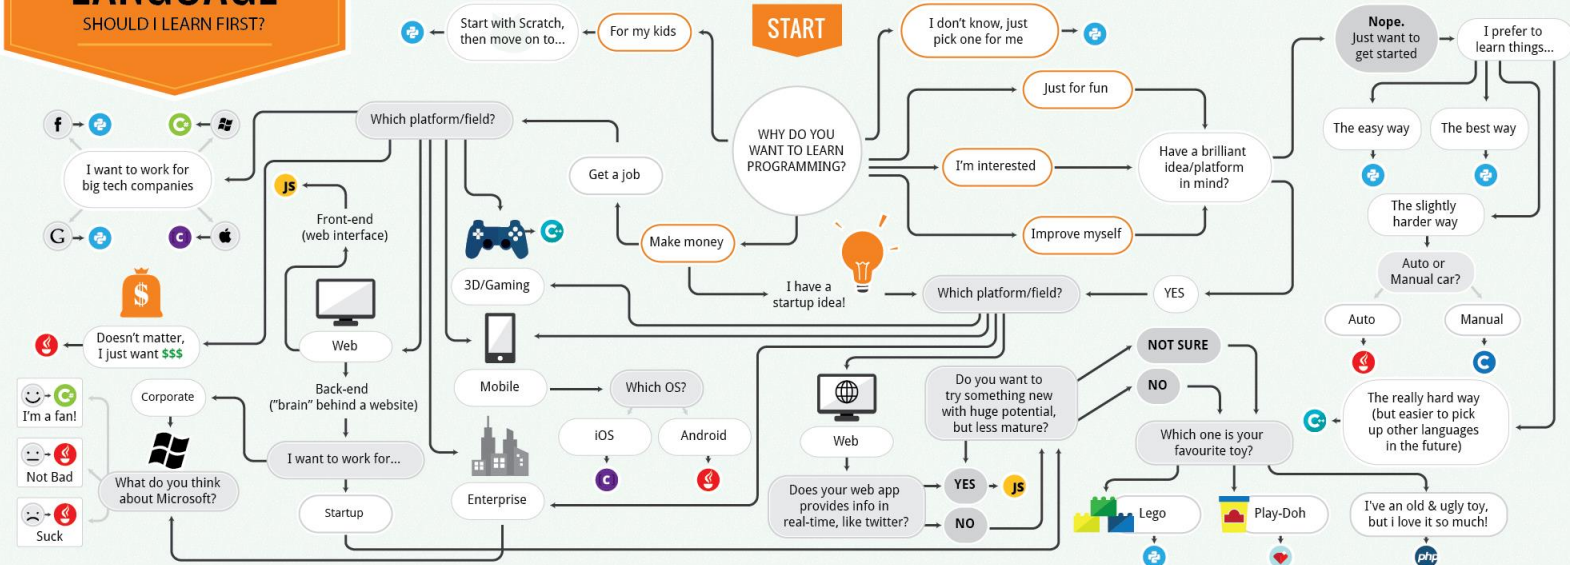 SHOULD I LEARN FIRST?
START
Start with Scratch,
then move on to...
For my kids
I don't know, just
pick one for me
Nope.
Just want to
get started
I prefer to
learn things...
Just for fun
WHY DO YOU
WANT TO LEARN
PROGRAMMING?
I'm interested
Improve myself
Have a brilliant
idea/platform
in mind?
YES
The easy way
The best way
The slightly
harder way
Auto or
Manual car?
Auto
Manual
C
The really hard way
(but easier to pick
up other languages
in the future)
C++
Get a job
Make money
I have a
startup idea!
Which platform/field?
Which platform/field?
f
C#
I want to work for
big tech companies
G
C
JS
Front-end
(web interface)
$
Doesn't matter,
I just want $$$
Web
Back-end
("brain" behind a website)
I want to work for...
Corporate
Startup
What do you think
about Microsoft?
C#
I'm a fan!
Not Bad
Suck
C++
3D/Gaming
Mobile
Which OS?
iOS
Android
C
Enterprise
Web
Does your web app
provides info in
real-time, like twitter?
YES
JS
NO
Do you want to
try something new
with huge potential,
but less mature?
NOT SURE
NO
Which one is your
favourite toy?
Lego
Play-Doh
I've an old & ugly toy,
but i love it so much!
php